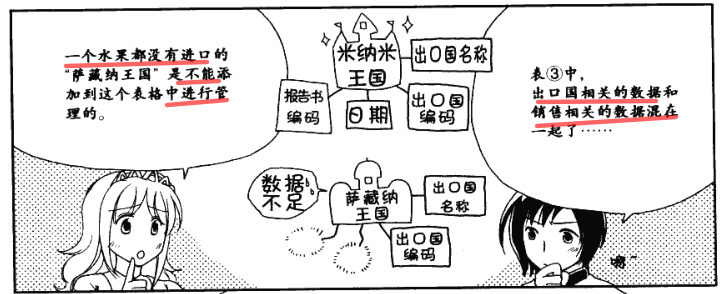 一个水果都没有进口的
“萨藏纳王国”是不能添
加到这个表格中进行管
理的。
米纳米
王国
出口国名称
报告书
编码
日期
出口国
编码
表③中，
出口国相关的数据和
销售相关的数据混在
一起了……
数据
不足
萨藏纳
王国
出口国
名称
出口国
编码
嗯~